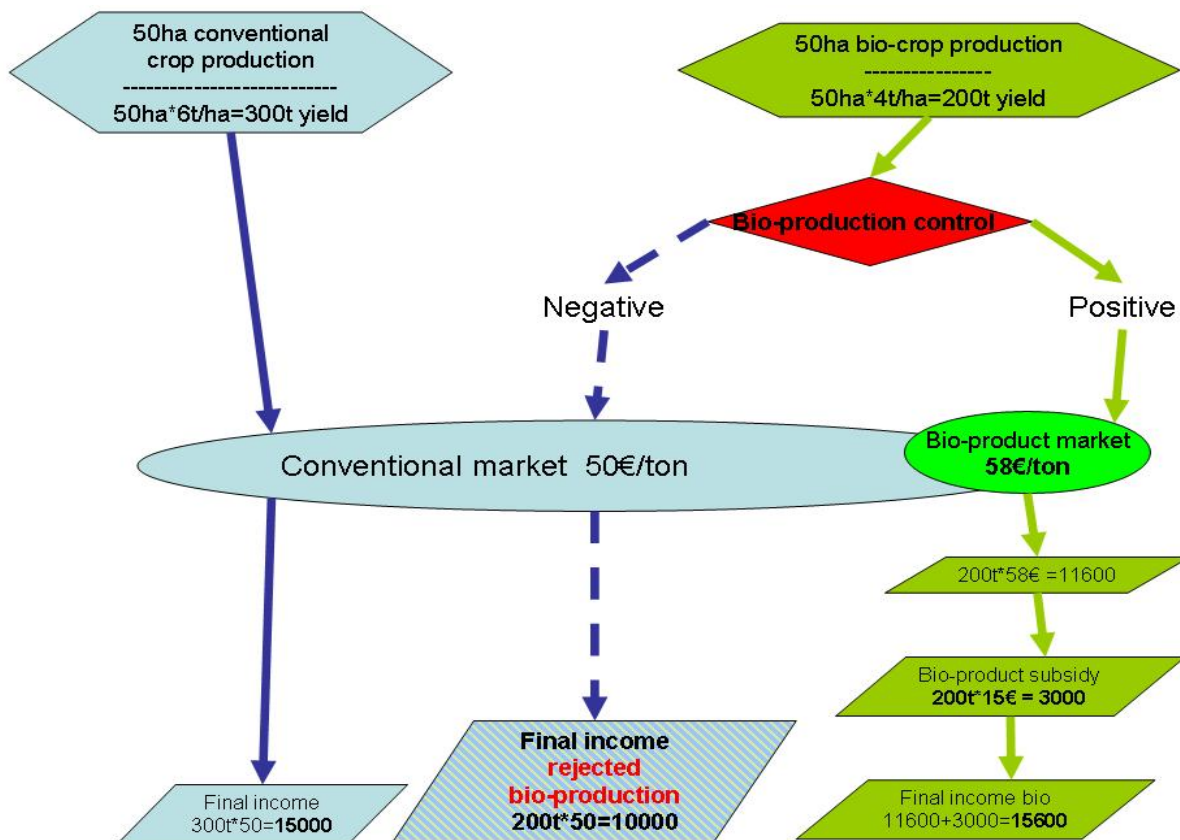 50ha conventional
crop production
---------------------------
50ha*6t/ha=300t yield
50ha bio-crop production
----------------
50ha*4t/ha=200t yield
Bio-production control
Negative
Positive
Conventional market 50€/ton
Bio-product market
58€/ton
200t*58€ =11600
Bio-product subsidy
200t*15€ = 3000
Final income
300t*50=15000
Final income
rejected
bio-production
200t*50=10000
Final income bio
11600+3000=15600